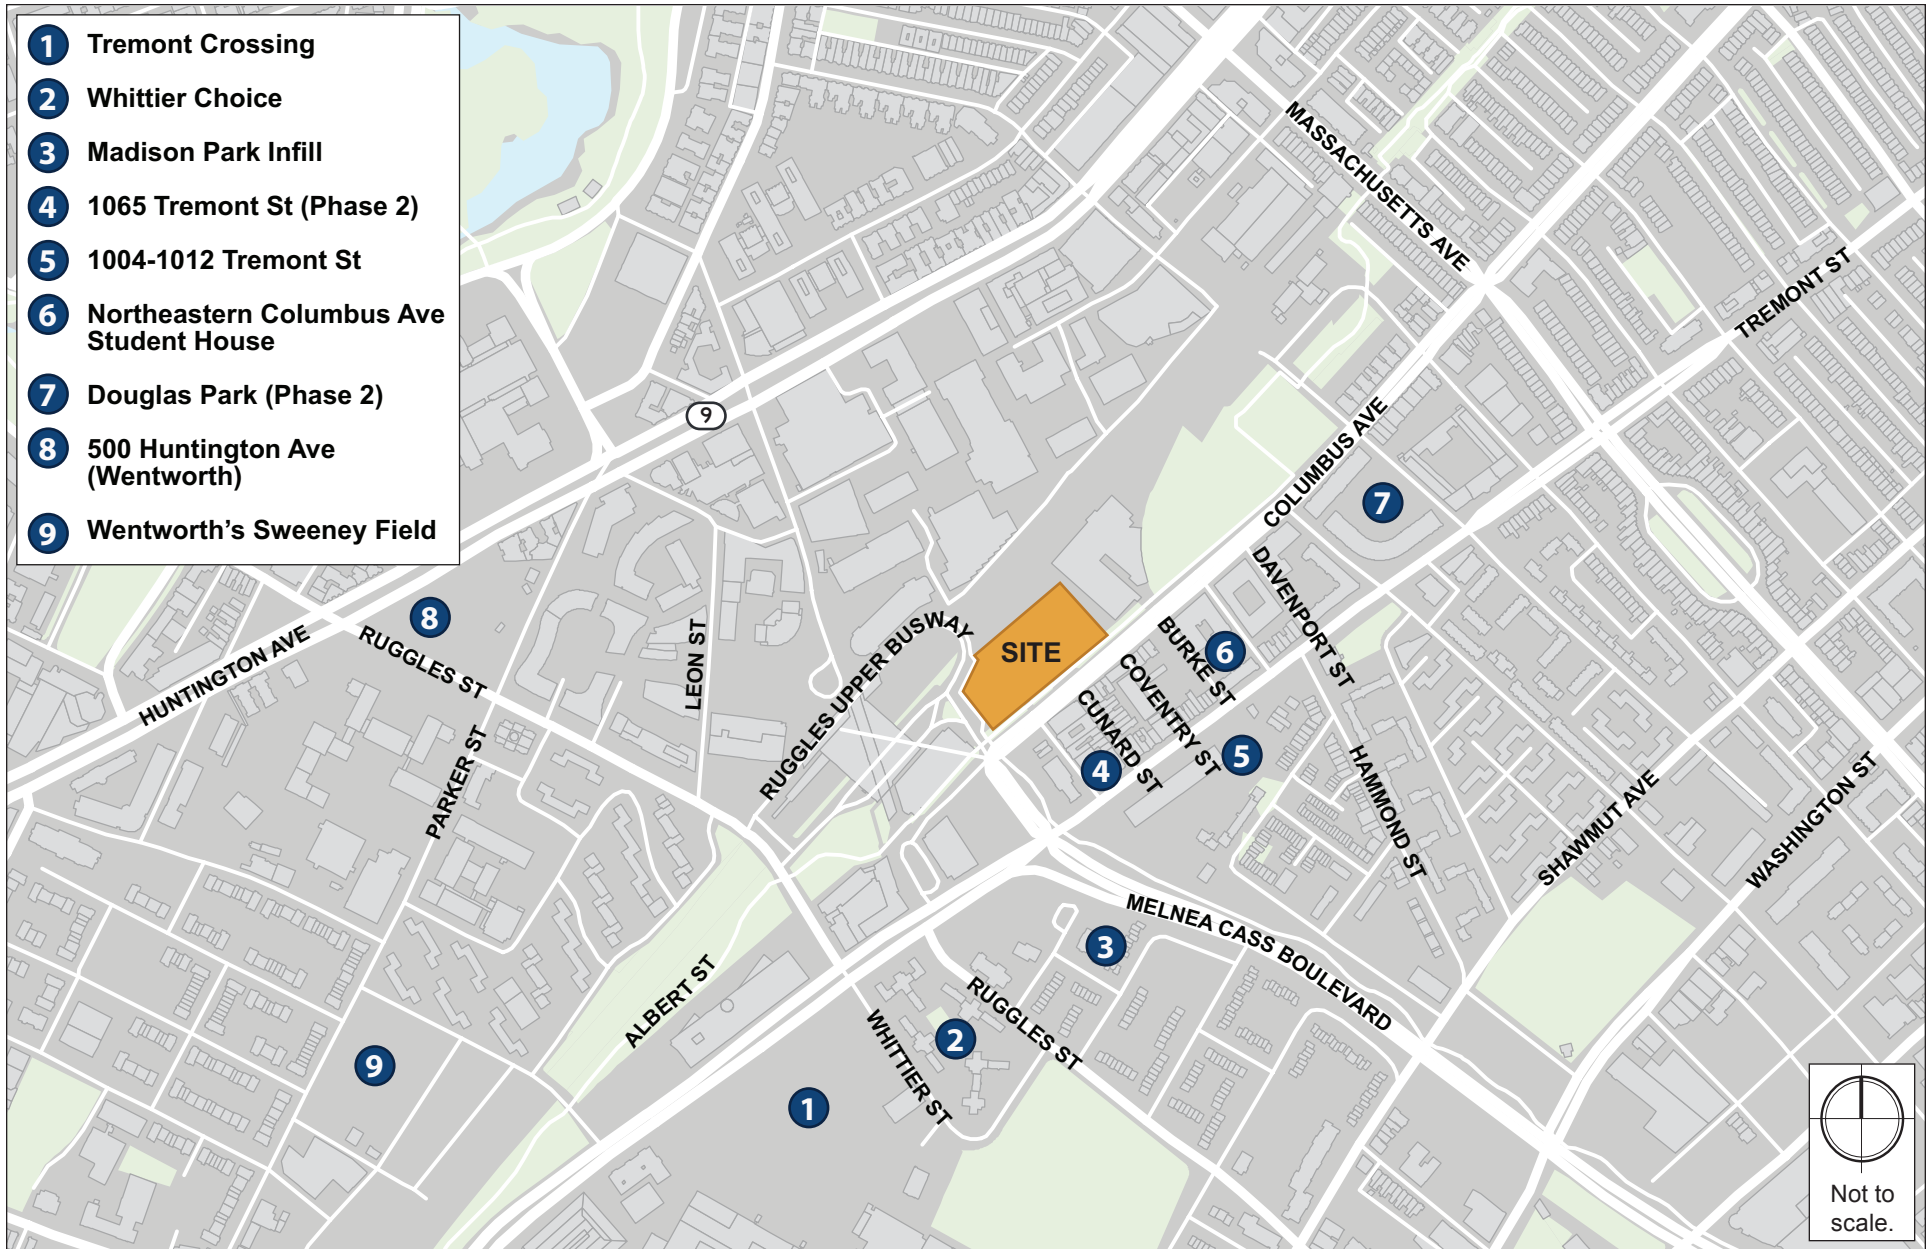 1 Tremont Crossing
2 Whittier Choice
3 Madison Park Infill
4 1065 Tremont St (Phase 2)
5 1004-1012 Tremont St
6 Northeastern Columbus Ave
Student House
7 Douglas Park (Phase 2)
8 500 Huntington Ave
(Wentworth)
9 Wentworth's Sweeney Field
MASSACHUSETTS AVE
TREMONT ST
9
COLUMBUS AVE
7
DAVENPORT ST
8
HUNTINGTON AVE
RUGGLES ST
LEON ST
RUGGLES UPPER BUSWAY
SITE
BURKE ST
6
COVENTRY ST
CUNARD ST
4
5
HAMMOND ST
PARKER ST
SHAWMUT AVE
WASHINGTON ST
MELNEA CASS BOULEVARD
3
ALBERT ST
RUGGLES ST
WHITTIER ST
2
9
1
Not to
scale.